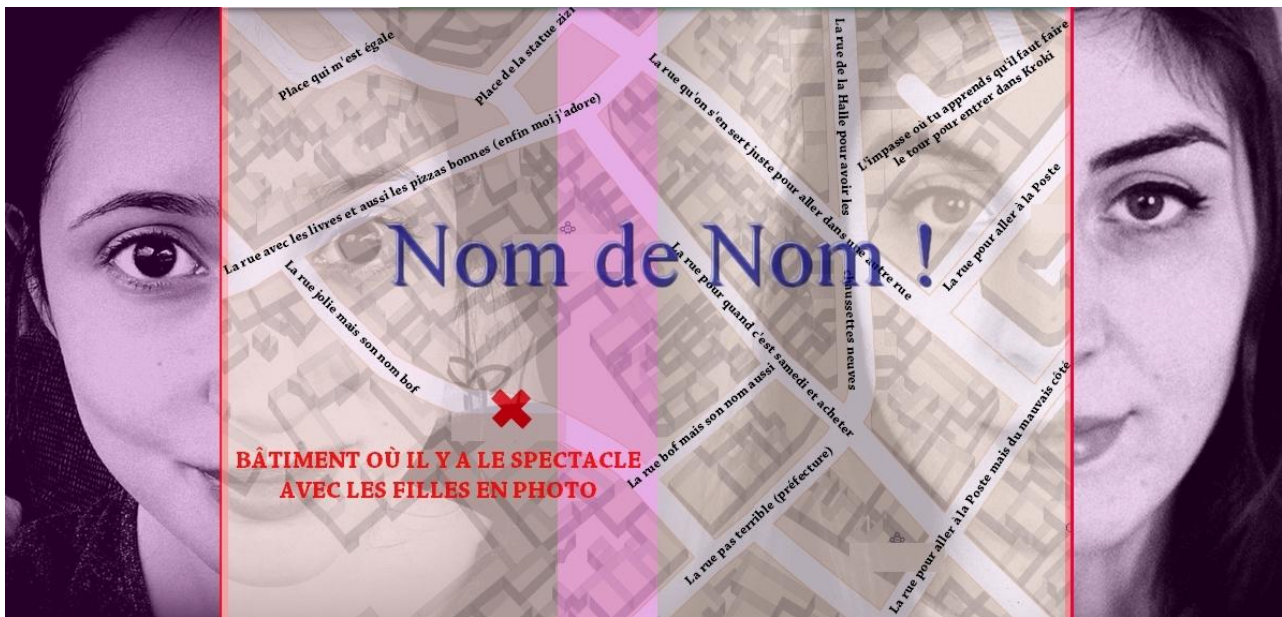 Place qui m'est égale
Place de la statue zizi
La rue avec les livres et aussi les pizzas bonnes (enfin moi j'adore)
La rue qu'on s'en sert juste pour aller dans une autre rue
La rue de la Halle pour avoir les
chaussettes neuves
L'impasse où tu apprends qu'il faut faire
le tour pour entrer dans Kroki
La rue pour aller à la Poste
Nom de Nom !
La rue jolie mais son nom bof
La rue pour quand c'est samedi et acheter
BÂTIMENT OÙ IL Y A LE SPECTACLE
AVEC LES FILLES EN PHOTO
La rue bof mais son nom aussi
La rue pas terrible (préfecture)
La rue pour aller à la Poste mais du mauvais côté